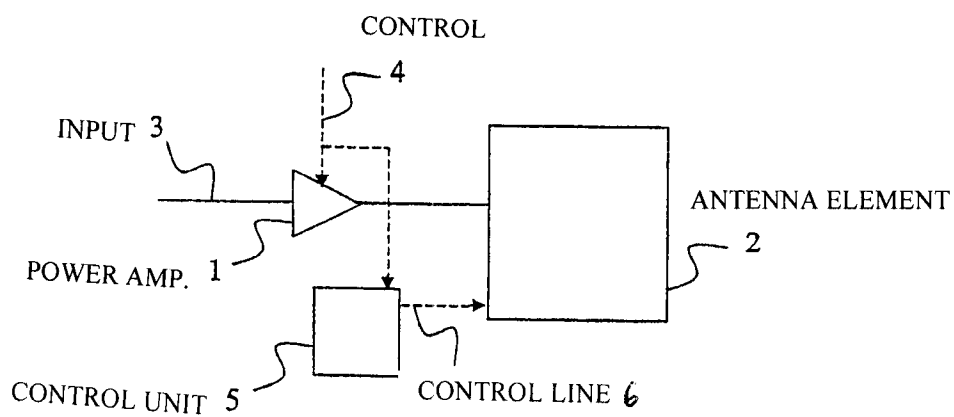 CONTROL
4
INPUT 3
ANTENNA ELEMENT
2
POWER AMP. 1
CONTROL UNIT 5
CONTROL LINE 6